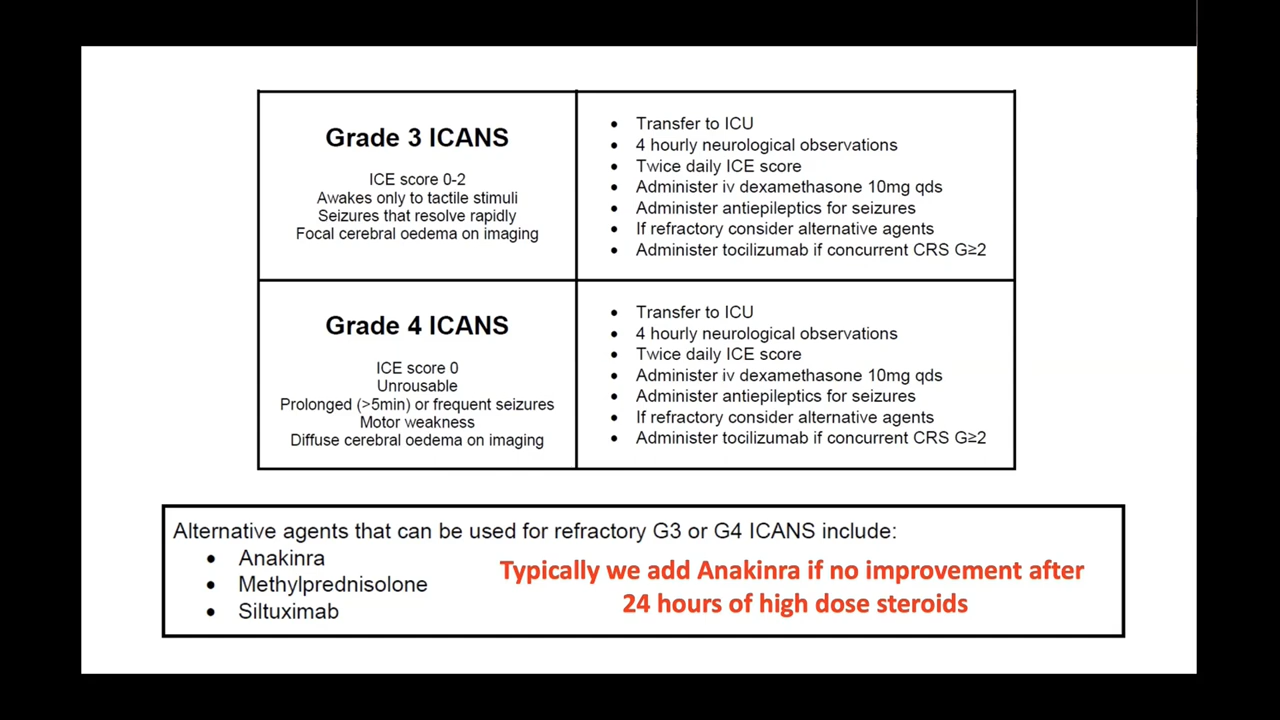 Grade 3 ICANS
ICE score 0-2
Awakes only to tactile stimuli
Seizures that resolve rapidly
Focal cerebral oedema on imaging
• Transfer to ICU
• 4 hourly neurological observations
• Twice daily ICE score
• Administer iv dexamethasone 10mg qds
• Administer antiepileptics for seizures
• If refractory consider alternative agents
• Administer tocilizumab if concurrent CRS G≥2
Grade 4 ICANS
ICE score 0
Unrousable
Prolonged (>5min) or frequent seizures
Motor weakness
Diffuse cerebral oedema on imaging
• Transfer to ICU
• 4 hourly neurological observations
• Twice daily ICE score
• Administer iv dexamethasone 10mg qds
• Administer antiepileptics for seizures
• If refractory consider alternative agents
• Administer tocilizumab if concurrent CRS G≥2
Alternative agents that can be used for refractory G3 or G4 ICANS include:
• Anakinra
• Methylprednisolone
• Siltuximab
Typically we add Anakinra if no improvement after
24 hours of high dose steroids